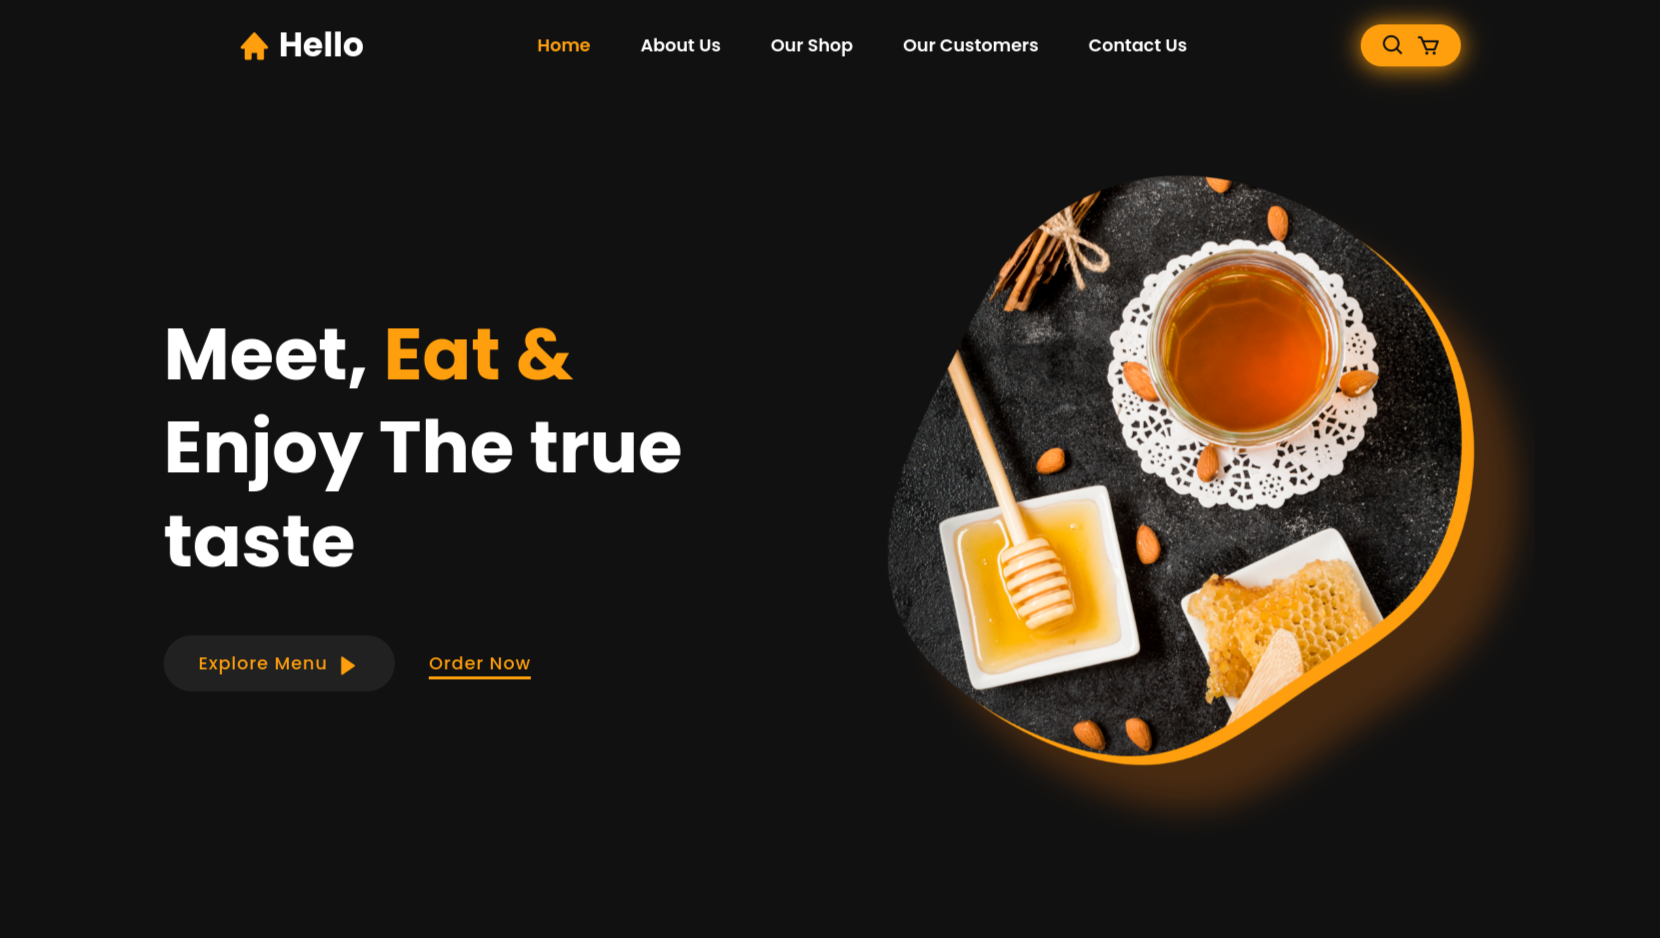 Hello
Home
About Us
Our Shop
Our Customers
Contact Us
Meet, Eat &
Enjoy The true
taste
Explore Menu
Order Now